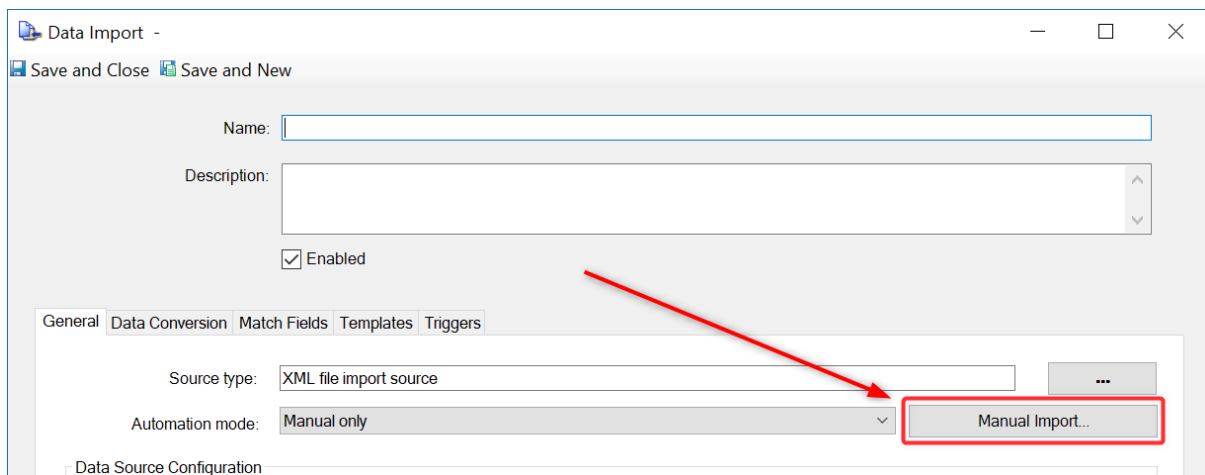 Data Import -
Save and Close Save and New
Name:
Description:
Enabled
General Data Conversion Match Fields Templates Triggers
Source type: XML file import source ...
Automation mode: Manual only Manual Import...
Data Source Configuration